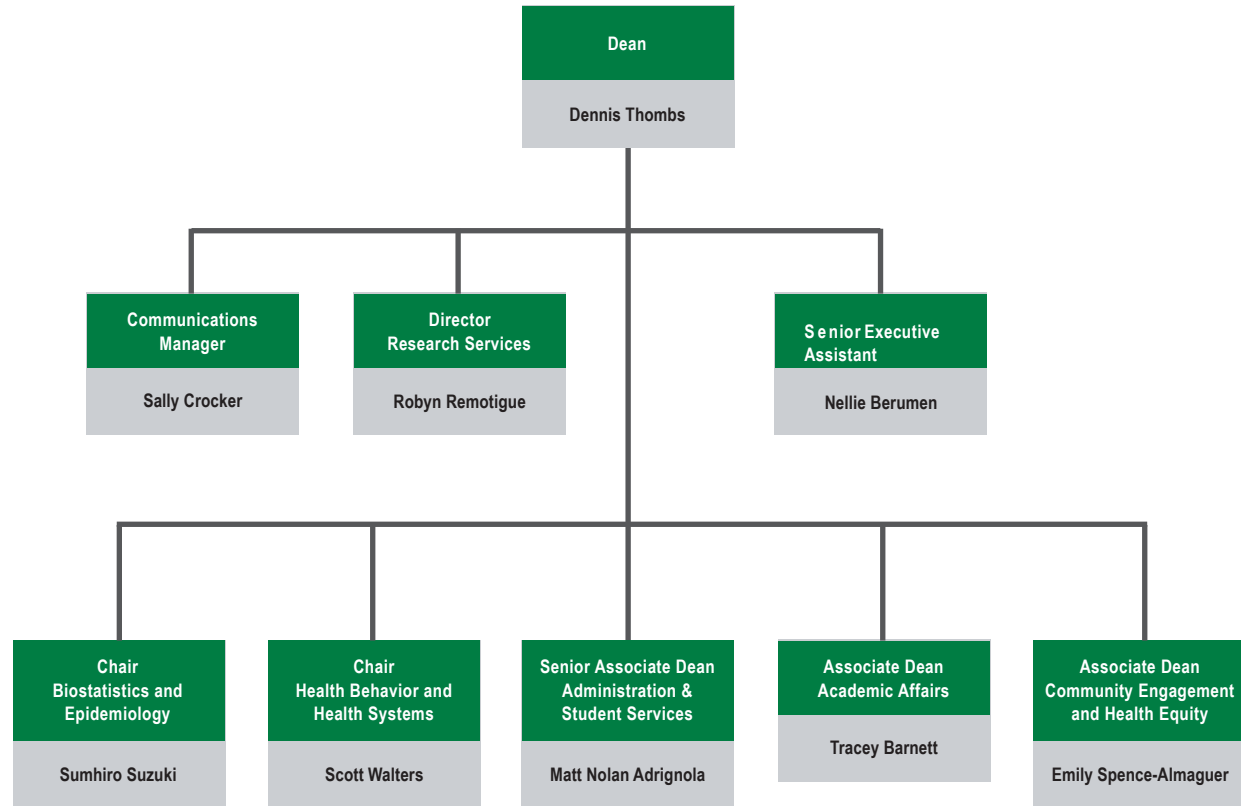 Dean
Dennis Thombs
Communications
Manager
Sally Crocker
Director
Research Services
Robyn Remotigue
Senior Executive
Assistant
Nellie Berumen
Chair
Biostatistics and
Epidemiology
Sumhiro Suzuki
Chair
Health Behavior and
Health Systems
Scott Walters
Senior Associate Dean
Administration &
Student Services
Matt Nolan Adrignola
Associate Dean
Academic Affairs
Tracey Barnett
Associate Dean
Community Engagement
and Health Equity
Emily Spence-Almaguer